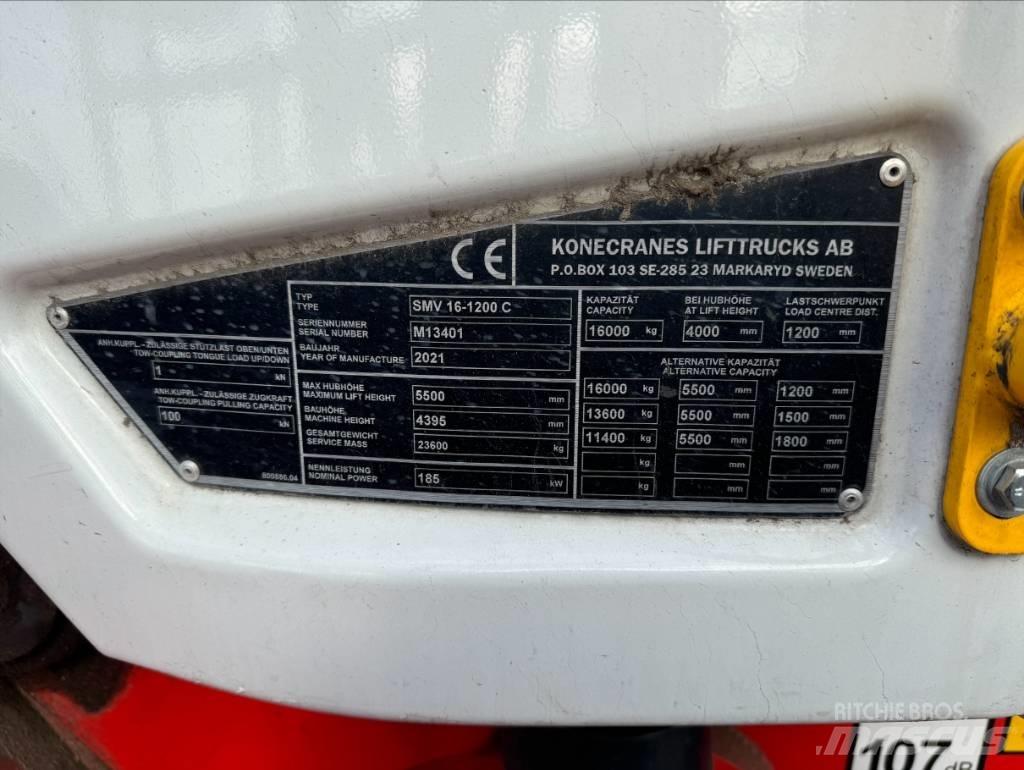 CE
KONECRANES LIFTTRUCKS AB
P.O.BOX 103 SE-285 23 MARKARYD SWEDEN
TYP
TYPE
SMV 16-1200 C
SERIENNUMMER
SERIAL NUMBER
M13401
BAUJAHR
YEAR OF MANUFACTURE
2021
KAPAZITÄT
CAPACITY
16000 kg
BEI HUBHÖHE
AT LIFT HEIGHT
4000 mm
LASTSCHWERPUNKT
LOAD CENTRE DIST.
1200 mm
ANH.KUPPL.- ZULÄSSIGE STÜTZLAST OBEN/UNTEN
TOW-COUPLING TONGUE LOAD UP/DOWN
1 kN
ANH.KUPPL. - ZULÄSSIGE ZUGKRAFT
TOW-COUPLING PULLING CAPACITY
100 kN
MAX HUBHÖHE
MAXIMUM LIFT HEIGHT
5500 mm
BAUHÖHE
MACHINE HEIGHT
4395 mm
GESAMTGEWICHT
SERVICE MASS
23600 kg
NENNLEISTUNG
NOMINAL POWER
185 kW
ALTERNATIVE KAPAZITÄT
ALTERNATIVE CAPACITY
16000 kg 5500 mm 1200 mm
13600 kg 5500 mm 1500 mm
11400 kg 5500 mm 1800 mm
kg mm mm
kg mm mm
RITCHIE BROS.
mascus
107 dB